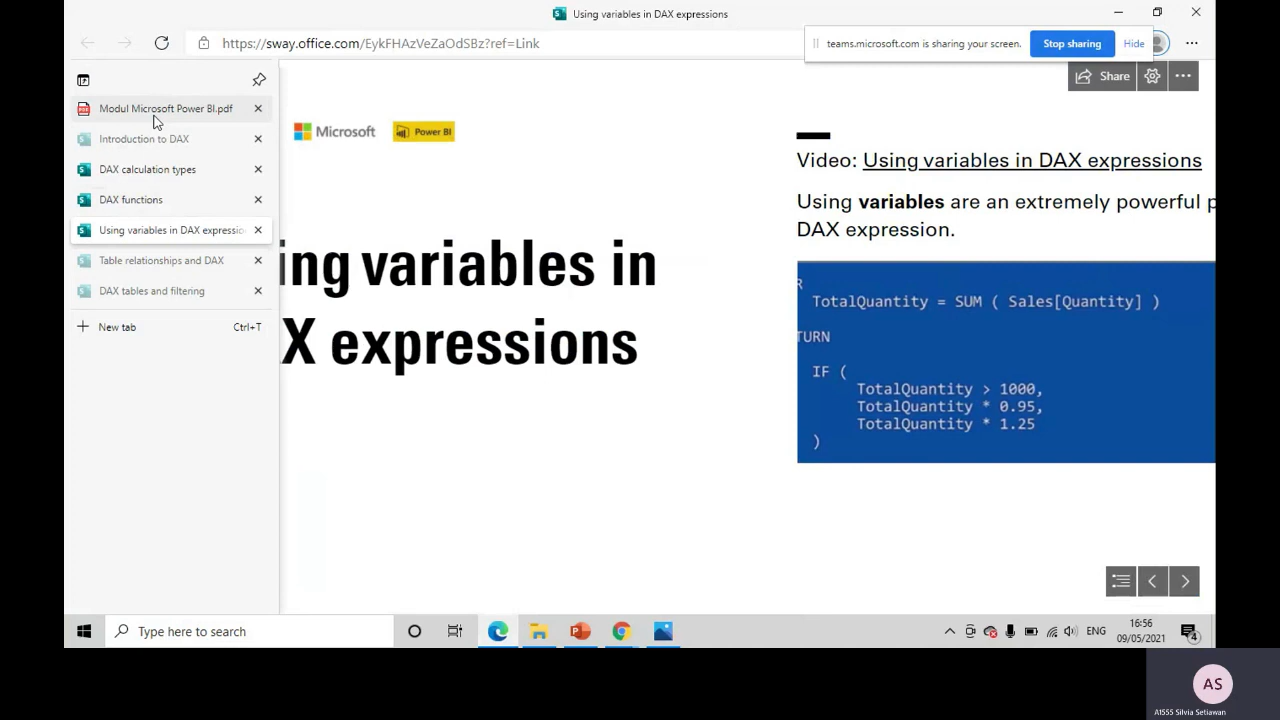 Using variables in DAX expressions
https://sway.office.com/EykFHAzVeZaOdSBz?ref=Link
teams.microsoft.com is sharing your screen.
Stop sharing
Hide
Modul Microsoft Power BI.pdf
Introduction to DAX
DAX calculation types
DAX functions
Using variables in DAX expressio
Table relationships and DAX
DAX tables and filtering
New tab
Ctrl+T
Share
Microsoft
Power BI
ing variables in
X expressions
Video: Using variables in DAX expressions
Using variables are an extremely powerful p
DAX expression.
R
TotalQuantity = SUM ( Sales[Quantity] )
TURN
IF (
TotalQuantity > 1000,
TotalQuantity * 0.95,
TotalQuantity * 1.25
)
Type here to search
ENG
16:56
09/05/2021
4
AS
A1555 Silvia Setiawan